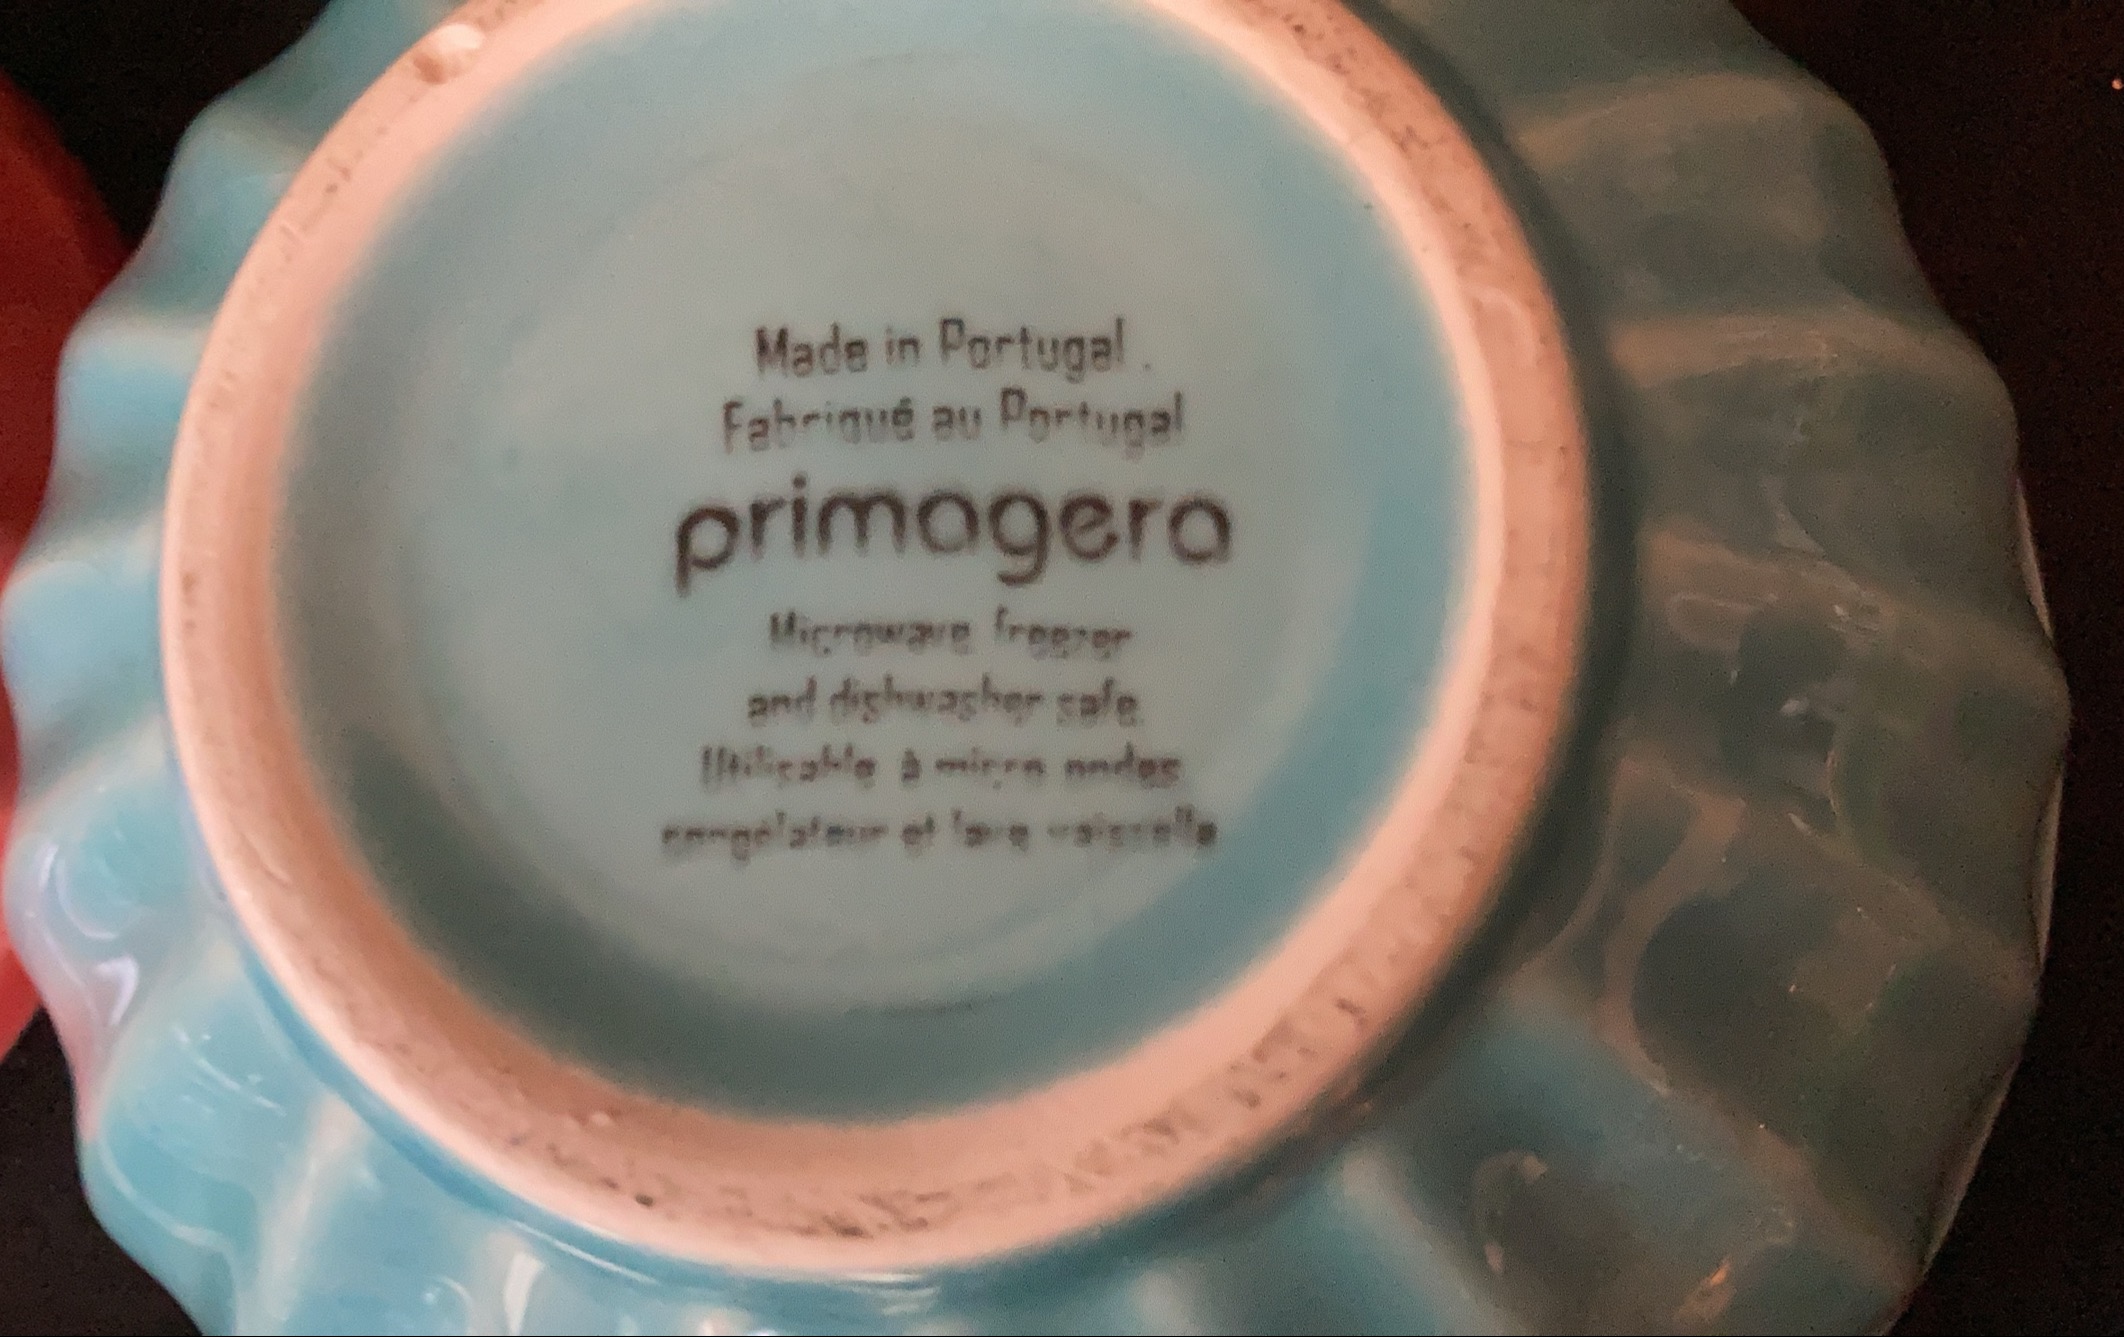 Made in Portugal.
Fabriqué au Portugal
primagera
Microwave freezer
and dishwasher safe.
Utilisable à micro ondes
congélateur et lave vaisselle